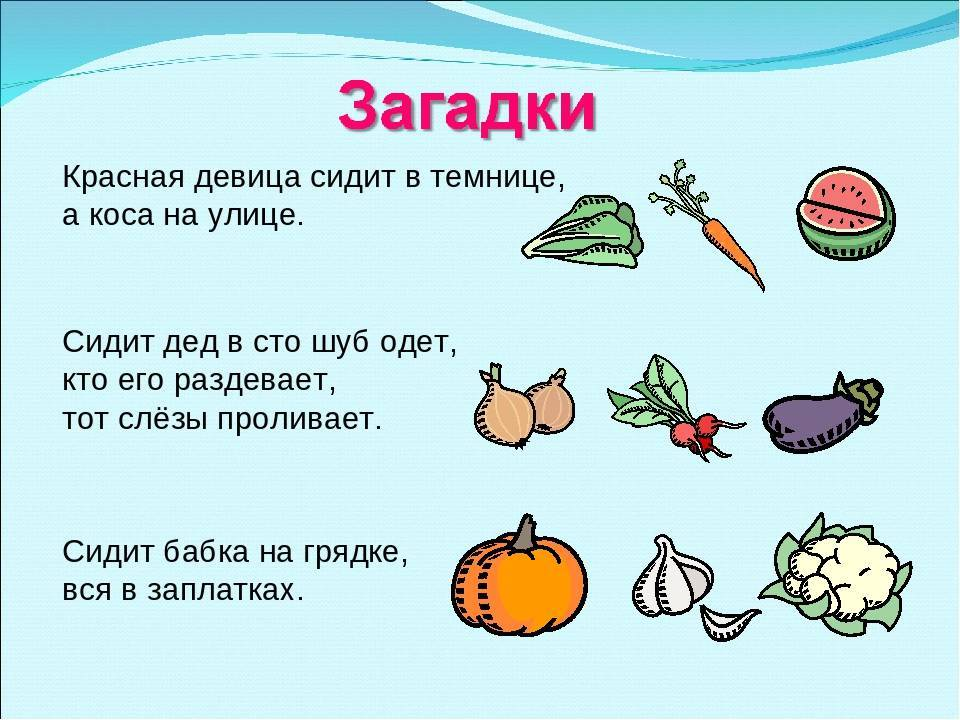 Загадки
Красная девица сидит в темнице,
а коса на улице.
Сидит дед в сто шуб одет,
кто его раздевает,
тот слёзы проливает.
Сидит бабка на грядке,
вся в заплатках.